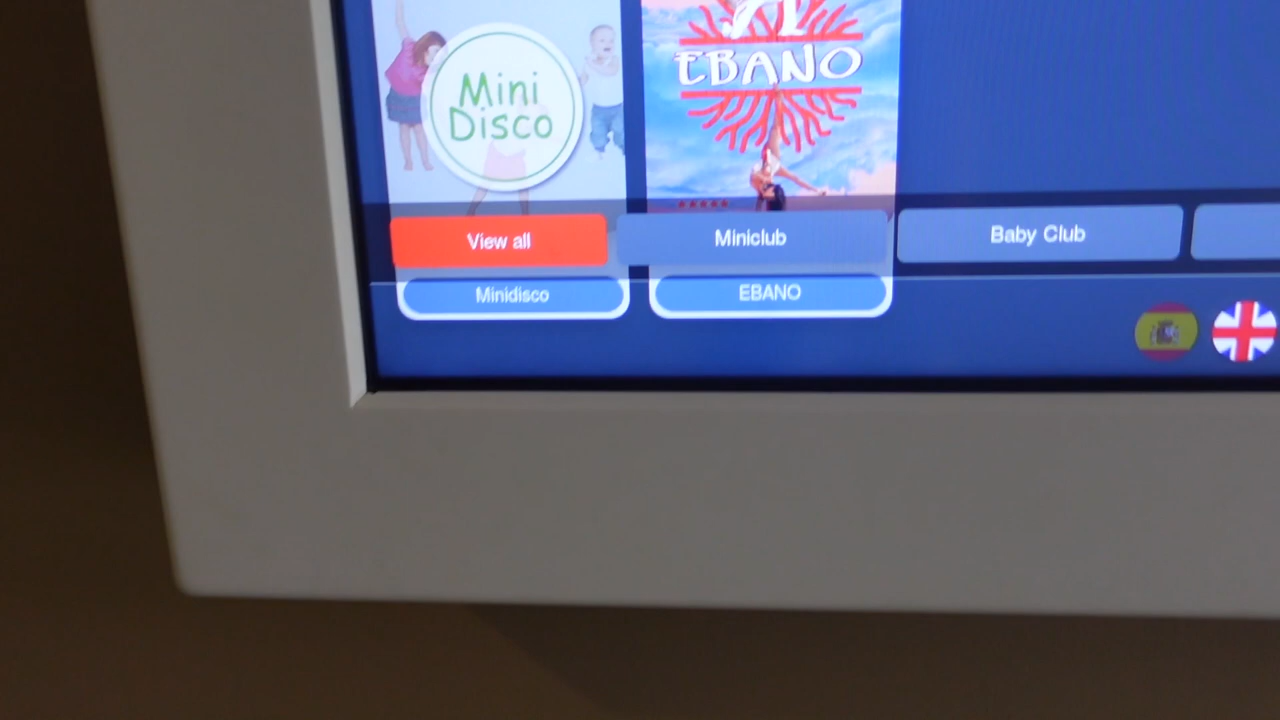 Mini
Disco
EBANO
View all
Miniclub
Baby Club
Minidisco
EBANO